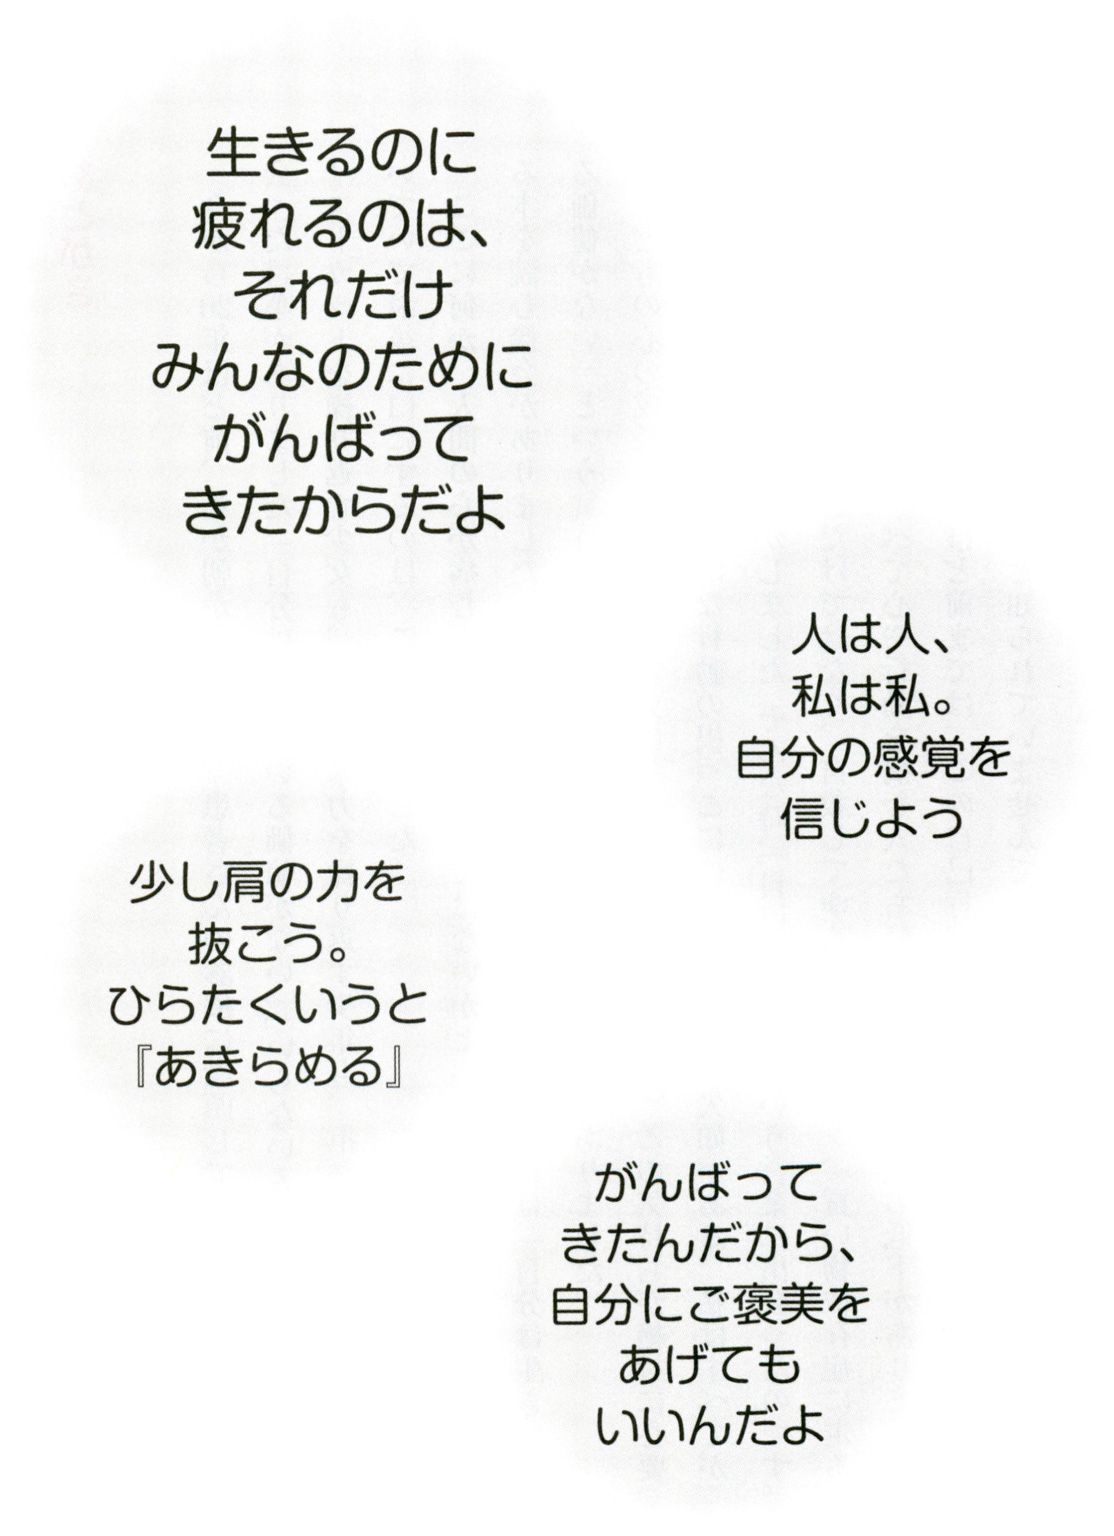 生きるのに
疲れるのは、
それだけ
みんなのために
がんばって
きたからだよ
人は人、
私は私。
自分の感覚を
信じよう
少し肩の力を
抜こう。
ひらたくいうと
『あきらめる』
がんばって
きたんだから、
自分にご褒美を
あげても
いいんだよ